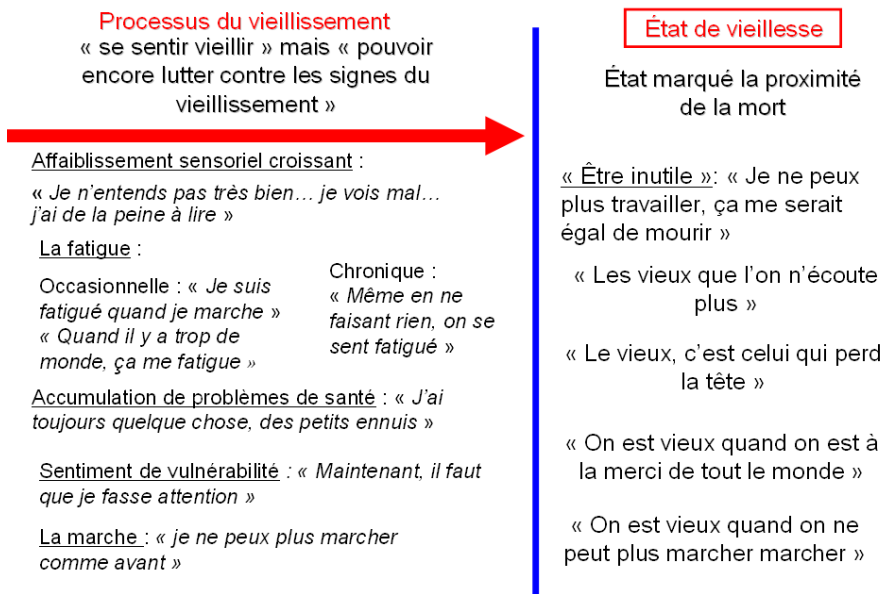 Processus du vieillissement
« se sentir vieillir » mais « pouvoir
encore lutter contre les signes du
vieillissement »
Affaiblissement sensoriel croissant :
« Je n'entends pas très bien… je vois mal…
j'ai de la peine à lire »
La fatigue :
Occasionnelle : « Je suis
fatigué quand je marche »
« Quand il y a trop de
monde, ça me fatigue »
Chronique :
« Même en ne
faisant rien, on se
sent fatigué »
Accumulation de problèmes de santé : « J'ai
toujours quelque chose, des petits ennuis »
Sentiment de vulnérabilité : « Maintenant, il faut
que je fasse attention »
La marche : « je ne peux plus marcher
comme avant »
État de vieillesse
État marqué la proximité
de la mort
« Être inutile »: « Je ne peux
plus travailler, ça me serait
égal de mourir »
« Les vieux que l'on n'écoute
plus »
« Le vieux, c'est celui qui perd
la tête »
« On est vieux quand on est à
la merci de tout le monde »
« On est vieux quand on ne
peut plus marcher marcher »